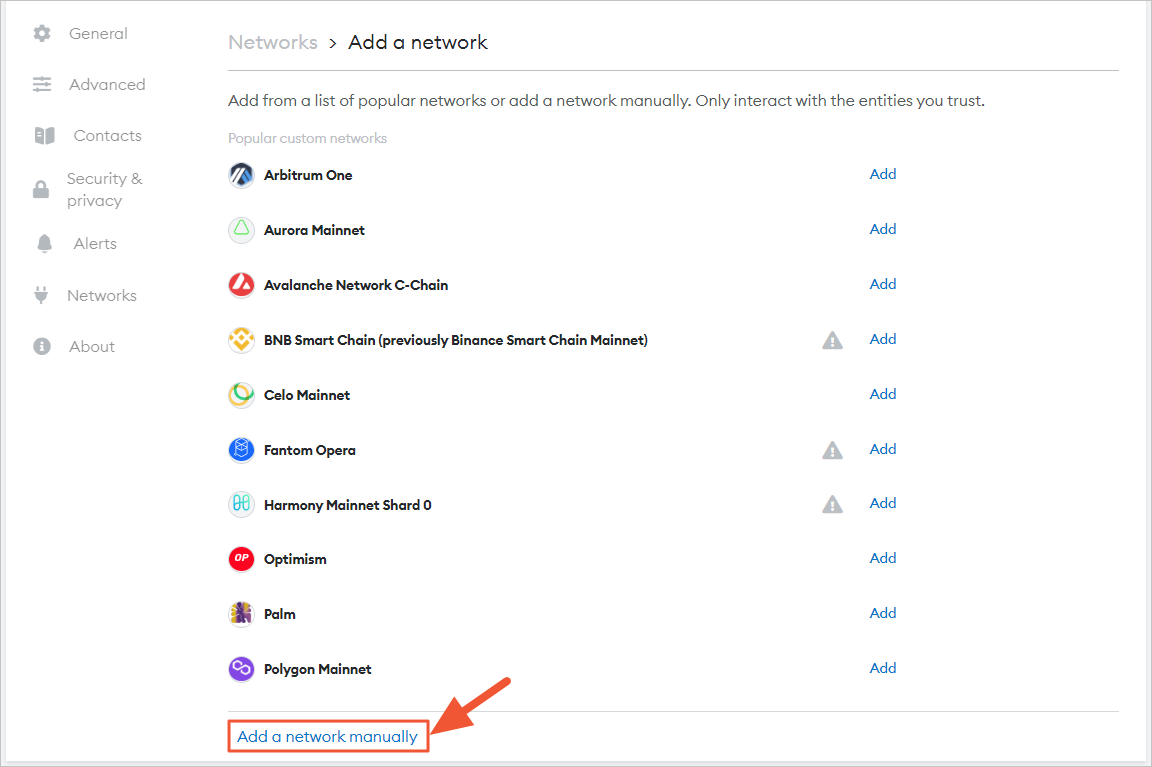 General
Advanced
Contacts
Security &
privacy
Alerts
Networks
About
Networks > Add a network
Add from a list of popular networks or add a network manually. Only interact with the entities you trust.
Popular custom networks
Arbitrum One Add
Aurora Mainnet Add
Avalanche Network C-Chain Add
BNB Smart Chain (previously Binance Smart Chain Mainnet) Add
Celo Mainnet Add
Fantom Opera Add
Harmony Mainnet Shard 0 Add
OP Optimism Add
Palm Add
Polygon Mainnet Add
Add a network manually